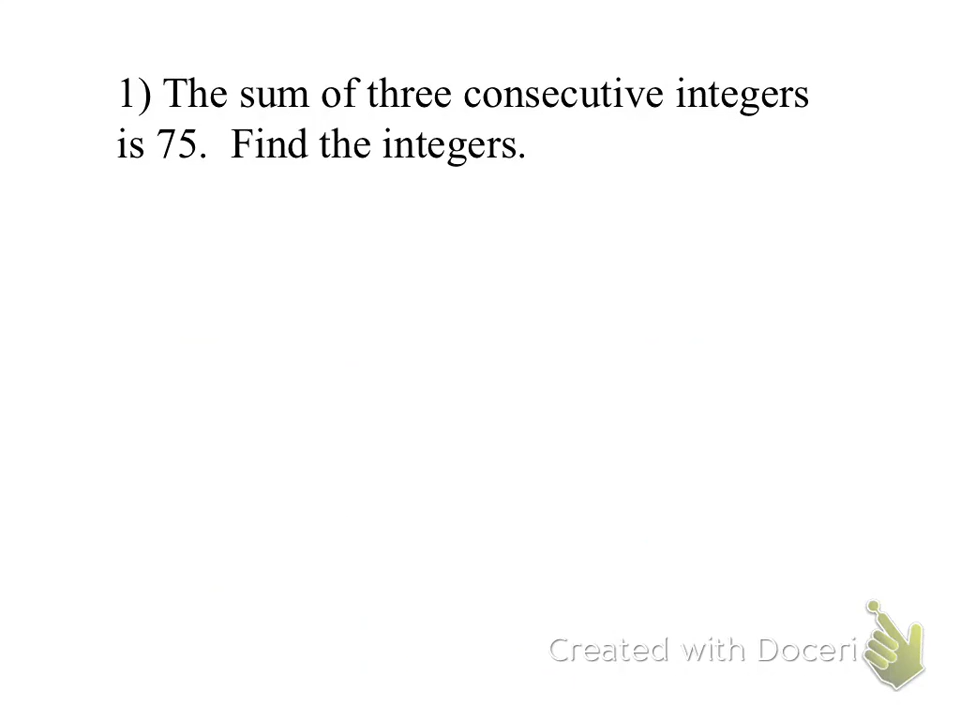 1) The sum of three consecutive integers
is 75.  Find the integers.
Created with Doceri